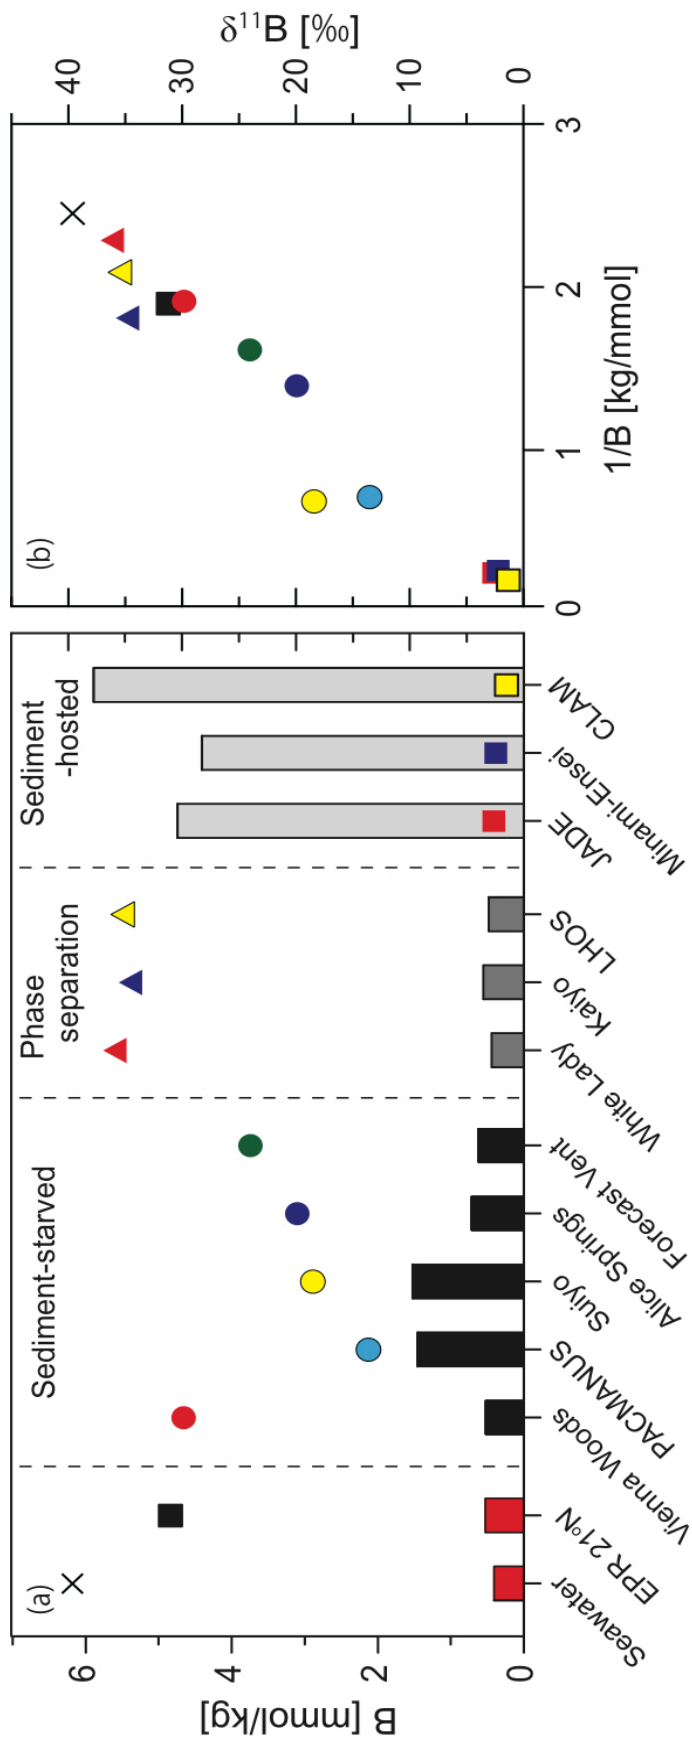 (a)
Sediment-starved
Phase
separation
Sediment
-hosted
B [mmol/kg]
6
4
2
0
Seawater
EPR 21°N
Vienna Woods
PACMANUS
Suiyo
Alice Springs
Forecast Vent
White Lady
Kaiyo
LHOS
JADE
Minami-Ensei
CLAM
(b)
δ¹¹B [‰]
40
30
20
10
0
0
1
2
3
1/B [kg/mmol]